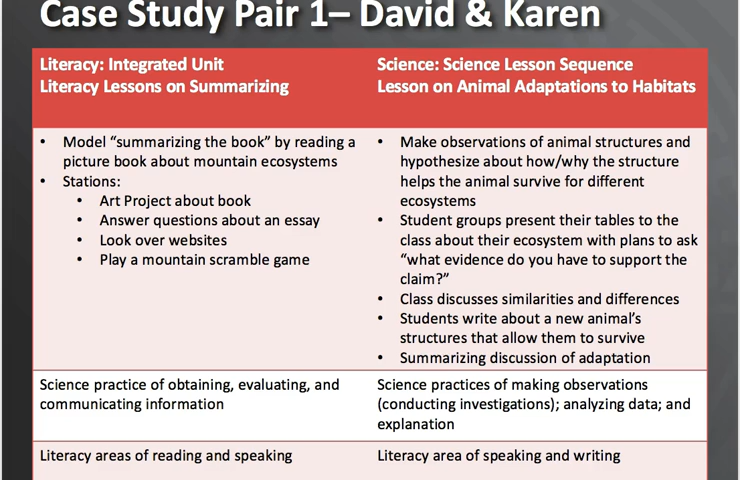 Case Study Pair 1– David & Karen
Literacy: Integrated Unit
Literacy Lessons on Summarizing
Science: Science Lesson Sequence
Lesson on Animal Adaptations to Habitats
• Model “summarizing the book” by reading a
picture book about mountain ecosystems
• Stations:
• Art Project about book
• Answer questions about an essay
• Look over websites
• Play a mountain scramble game
• Make observations of animal structures and
hypothesize about how/why the structure
helps the animal survive for different
ecosystems
• Student groups present their tables to the
class about their ecosystem with plans to ask
“what evidence do you have to support the
claim?”
• Class discusses similarities and differences
• Students write about a new animal’s
structures that allow them to survive
• Summarizing discussion of adaptation
Science practice of obtaining, evaluating, and
communicating information
Science practices of making observations
(conducting investigations); analyzing data; and
explanation
Literacy areas of reading and speaking
Literacy area of speaking and writing